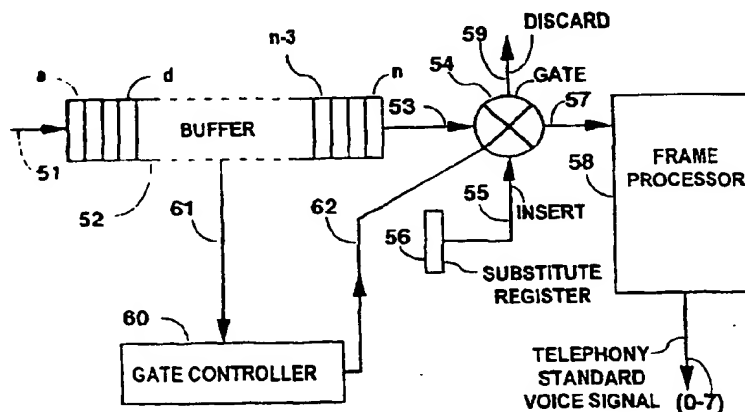 59
DISCARD
n-3
54
GATE
a
d
n
57
53
BUFFER
58
FRAME
PROCESSOR
51
52
61
62
55
INSERT
56
SUBSTITUTE
REGISTER
60
GATE CONTROLLER
TELEPHONY
STANDARD
VOICE SIGNAL (0-7)